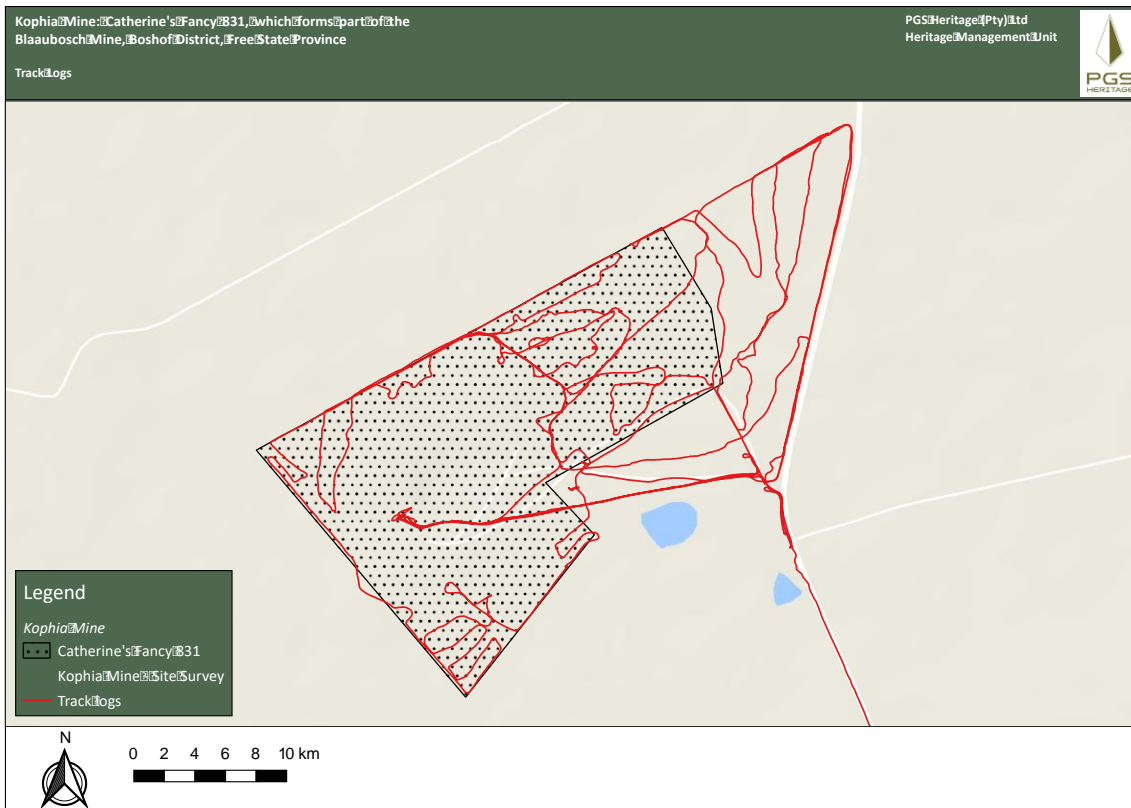 Kophia Mine: Catherine's Fancy 831, which forms part of the
Blaaubosch Mine, Boshof District, Free State Province
Track Logs
PGS Heritage (Pty) Ltd
Heritage Management Unit
PGS
HERITAGE
Legend
Kophia Mine
Catherine's Fancy 831
Kophia Mine - Site Survey
Track logs
N
0 2 4 6 8 10 km